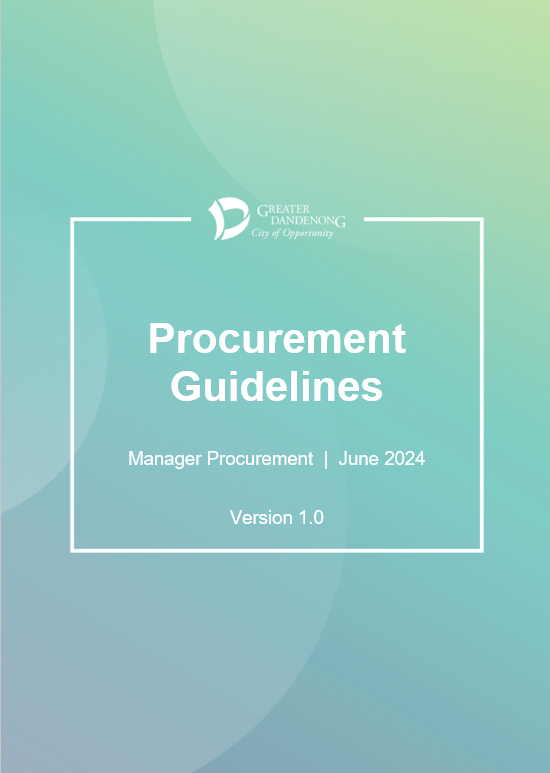 GREATER
DANDENONG
City of Opportunity
Procurement
Guidelines
Manager Procurement | June 2024
Version 1.0